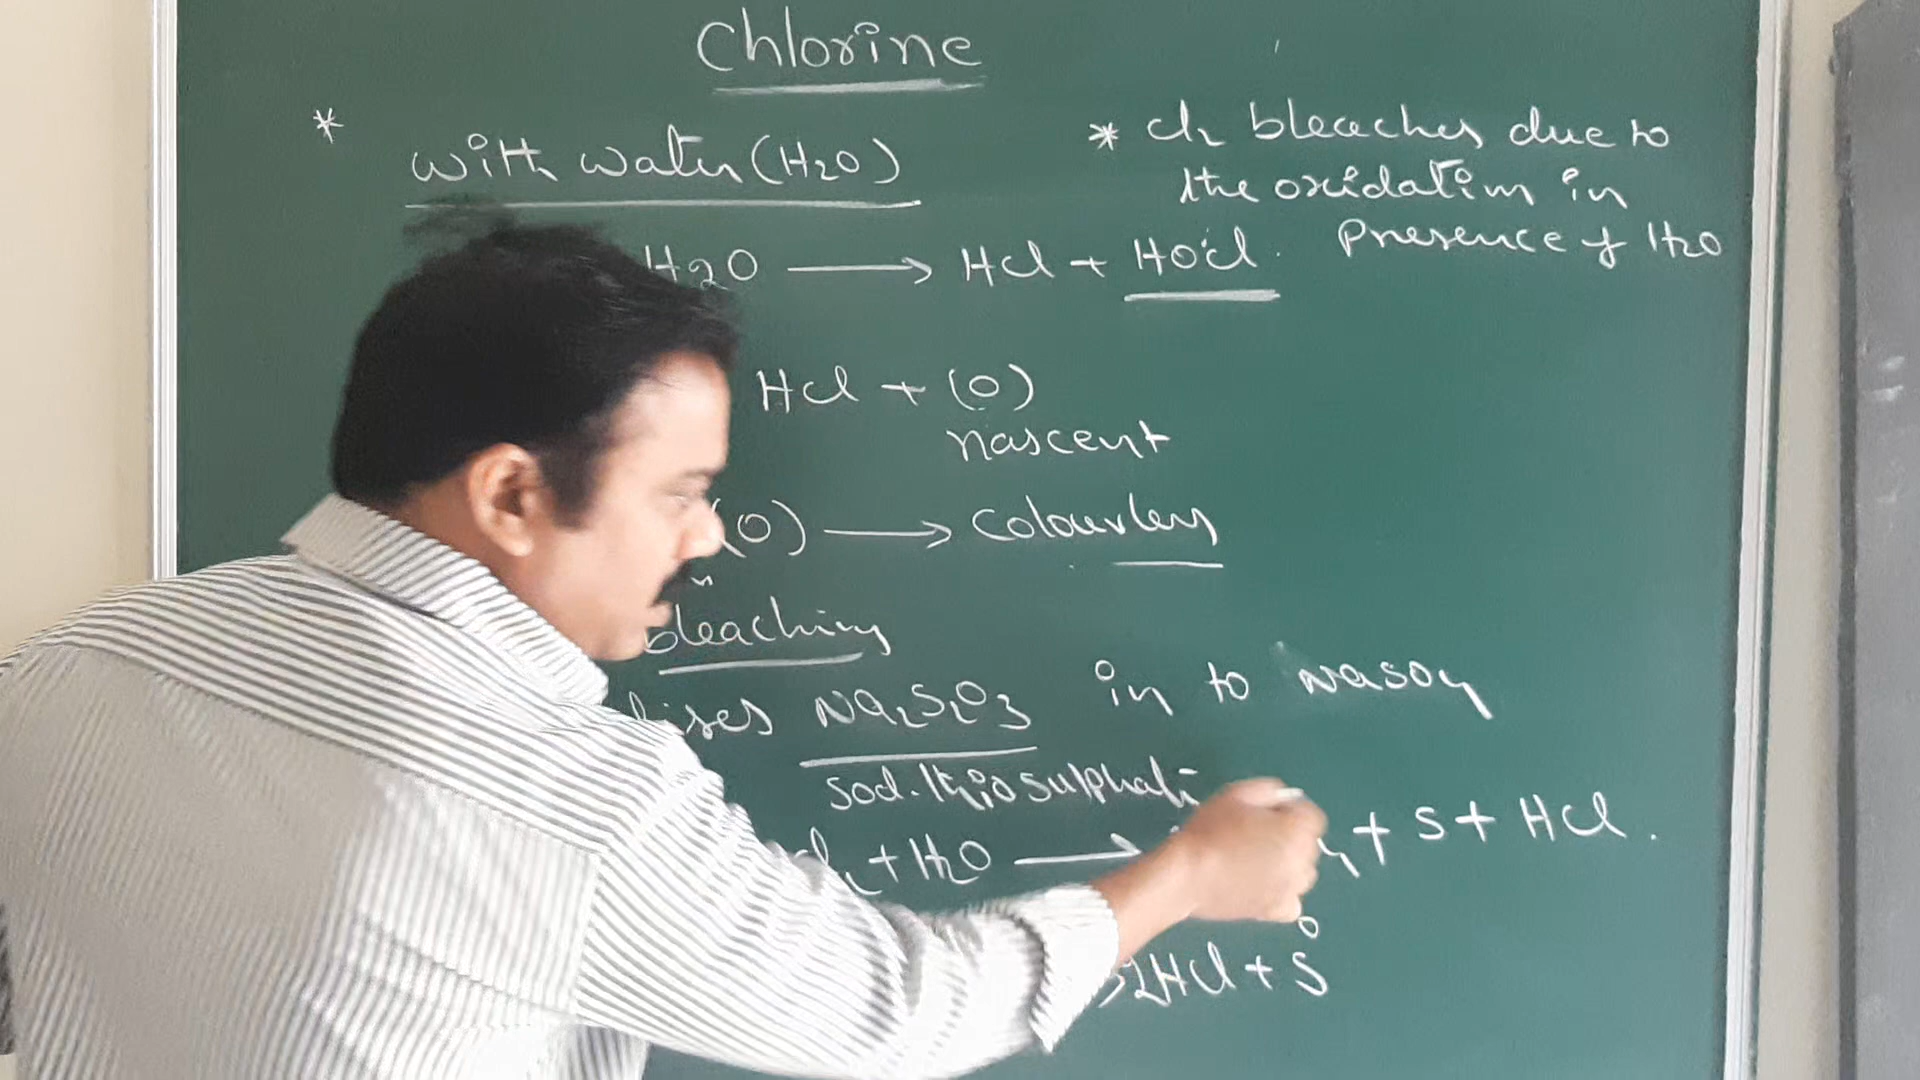 Chlorine
*
with water (H2O)
H2O → HCl + HOCl.
HCl + (O)
nascent
(O) → Colourless
bleaching
Na2S2O3 in to NaSO4
Sod. thiosulphate
+ H2O → + S + HCl.
2HCl + S
0
* Cl2 bleaches due to
the oxidation in
presence of H2O